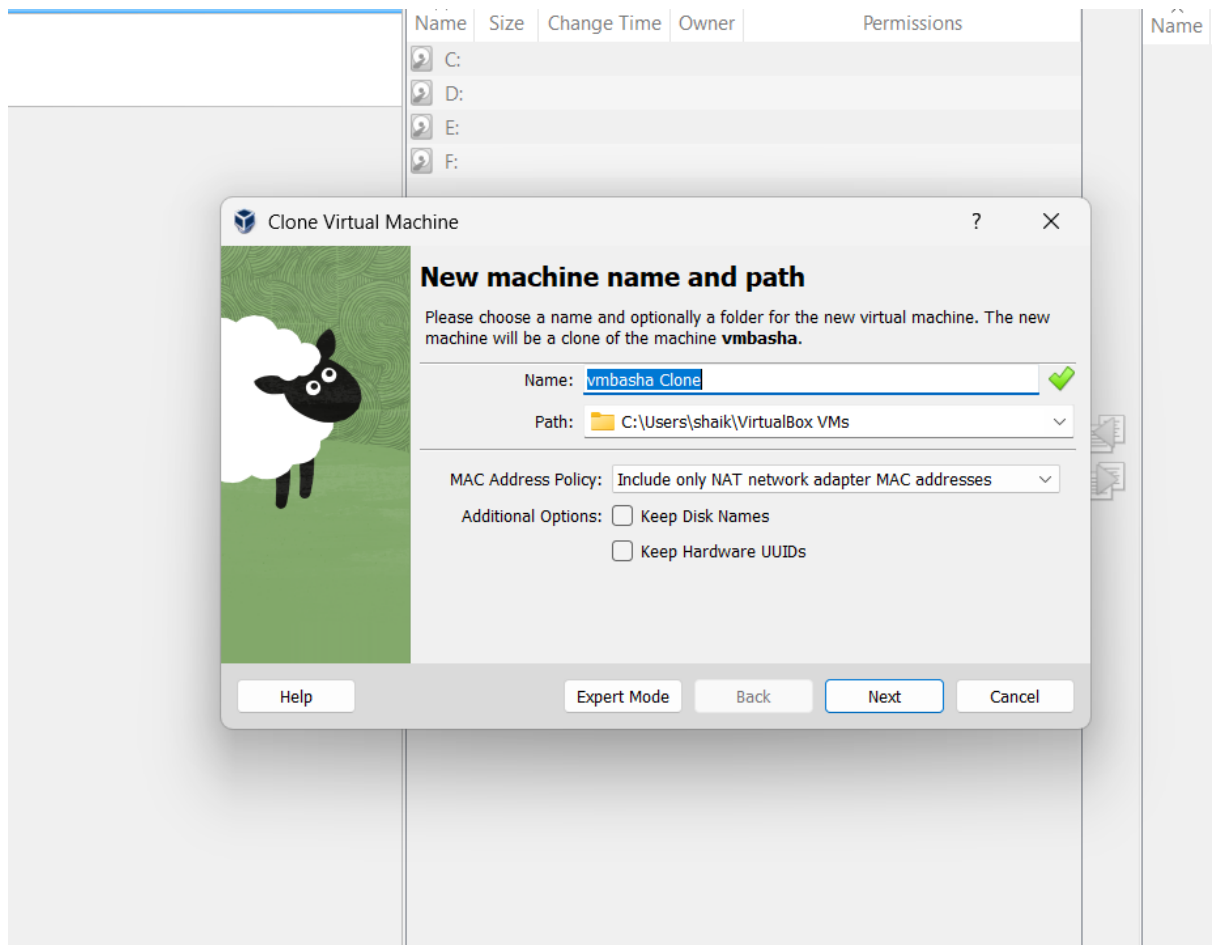 Name Size Change Time Owner Permissions Name
C:
D:
E:
F:
Clone Virtual Machine ?
New machine name and path
Please choose a name and optionally a folder for the new virtual machine. The new
machine will be a clone of the machine vmbasha.
Name: vmbasha Clone
Path: C:\Users\shaik\VirtualBox VMs
MAC Address Policy: Include only NAT network adapter MAC addresses
Additional Options: Keep Disk Names
Keep Hardware UUIDs
Help Expert Mode Back Next Cancel